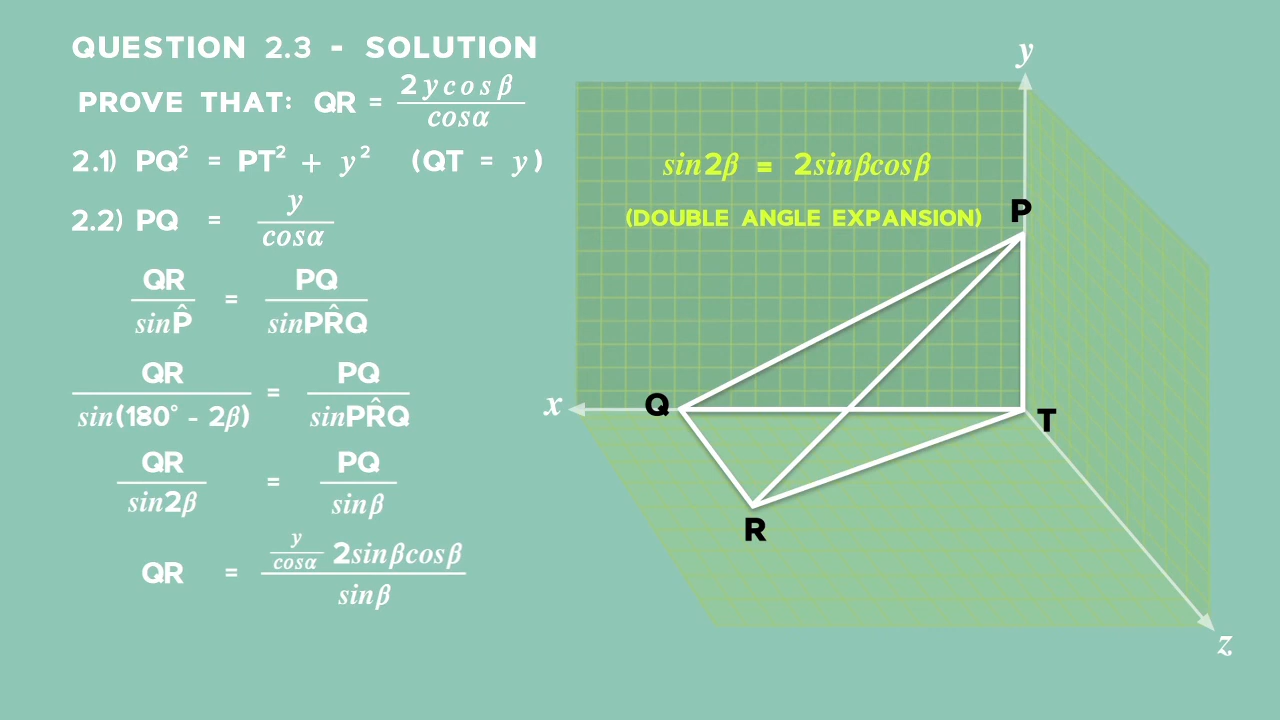 QUESTION 2.3 - SOLUTION
PROVE THAT: QR = 2ycosβ / cosα
2.1) PQ² = PT² + y² (QT = y)
2.2) PQ = y / cosα
QR / sinP̂ = PQ / sinPR̂Q
QR / sin(180° - 2β) = PQ / sinPR̂Q
QR / sin2β = PQ / sinβ
QR = y/cosα 2sinβcosβ / sinβ
sin2β = 2sinβcosβ
(DOUBLE ANGLE EXPANSION)
y
P
x
Q
T
R
z